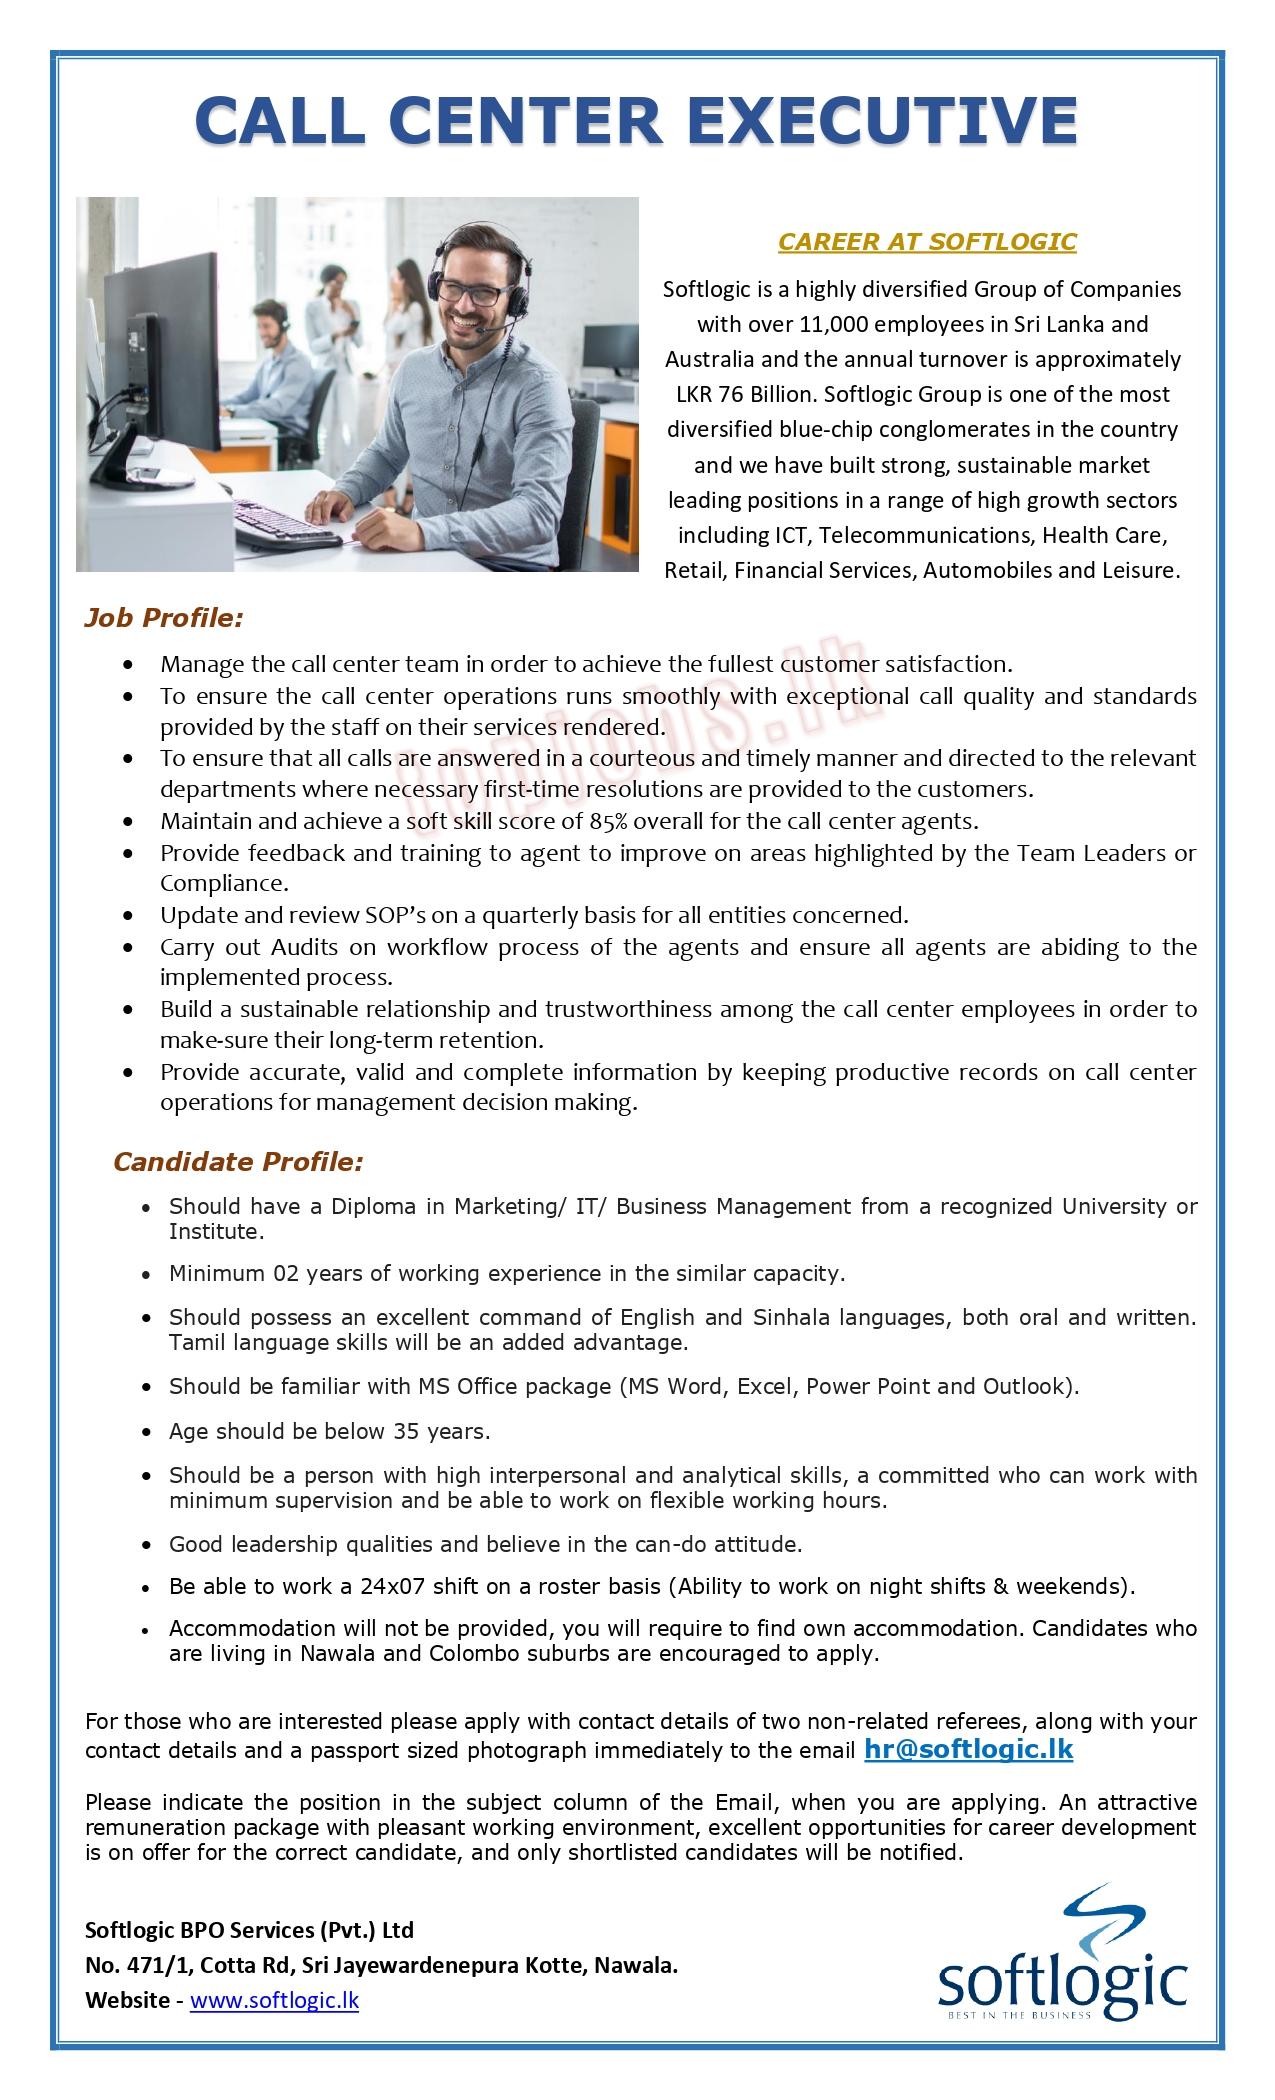 CALL CENTER EXECUTIVE
CAREER AT SOFTLOGIC
Softlogic is a highly diversified Group of Companies
with over 11,000 employees in Sri Lanka and
Australia and the annual turnover is approximately
LKR 76 Billion. Softlogic Group is one of the most
diversified blue-chip conglomerates in the country
and we have built strong, sustainable market
leading positions in a range of high growth sectors
including ICT, Telecommunications, Health Care,
Retail, Financial Services, Automobiles and Leisure.
Job Profile:
• Manage the call center team in order to achieve the fullest customer satisfaction.
• To ensure the call center operations runs smoothly with exceptional call quality and standards
provided by the staff on their services rendered.
• To ensure that all calls are answered in a courteous and timely manner and directed to the relevant
departments where necessary first-time resolutions are provided to the customers.
• Maintain and achieve a soft skill score of 85% overall for the call center agents.
• Provide feedback and training to agent to improve on areas highlighted by the Team Leaders or
Compliance.
• Update and review SOP’s on a quarterly basis for all entities concerned.
• Carry out Audits on workflow process of the agents and ensure all agents are abiding to the
implemented process.
• Build a sustainable relationship and trustworthiness among the call center employees in order to
make-sure their long-term retention.
• Provide accurate, valid and complete information by keeping productive records on call center
operations for management decision making.
topjobs.lk
Candidate Profile:
• Should have a Diploma in Marketing/ IT/ Business Management from a recognized University or
Institute.
• Minimum 02 years of working experience in the similar capacity.
• Should possess an excellent command of English and Sinhala languages, both oral and written.
Tamil language skills will be an added advantage.
• Should be familiar with MS Office package (MS Word, Excel, Power Point and Outlook).
• Age should be below 35 years.
• Should be a person with high interpersonal and analytical skills, a committed who can work with
minimum supervision and be able to work on flexible working hours.
• Good leadership qualities and believe in the can-do attitude.
• Be able to work a 24x07 shift on a roster basis (Ability to work on night shifts & weekends).
• Accommodation will not be provided, you will require to find own accommodation. Candidates who
are living in Nawala and Colombo suburbs are encouraged to apply.
For those who are interested please apply with contact details of two non-related referees, along with your
contact details and a passport sized photograph immediately to the email hr@softlogic.lk
Please indicate the position in the subject column of the Email, when you are applying. An attractive
remuneration package with pleasant working environment, excellent opportunities for career development
is on offer for the correct candidate, and only shortlisted candidates will be notified.
Softlogic BPO Services (Pvt.) Ltd
No. 471/1, Cotta Rd, Sri Jayewardenepura Kotte, Nawala.
Website - www.softlogic.lk
softlogic
BEST IN THE BUSINESS